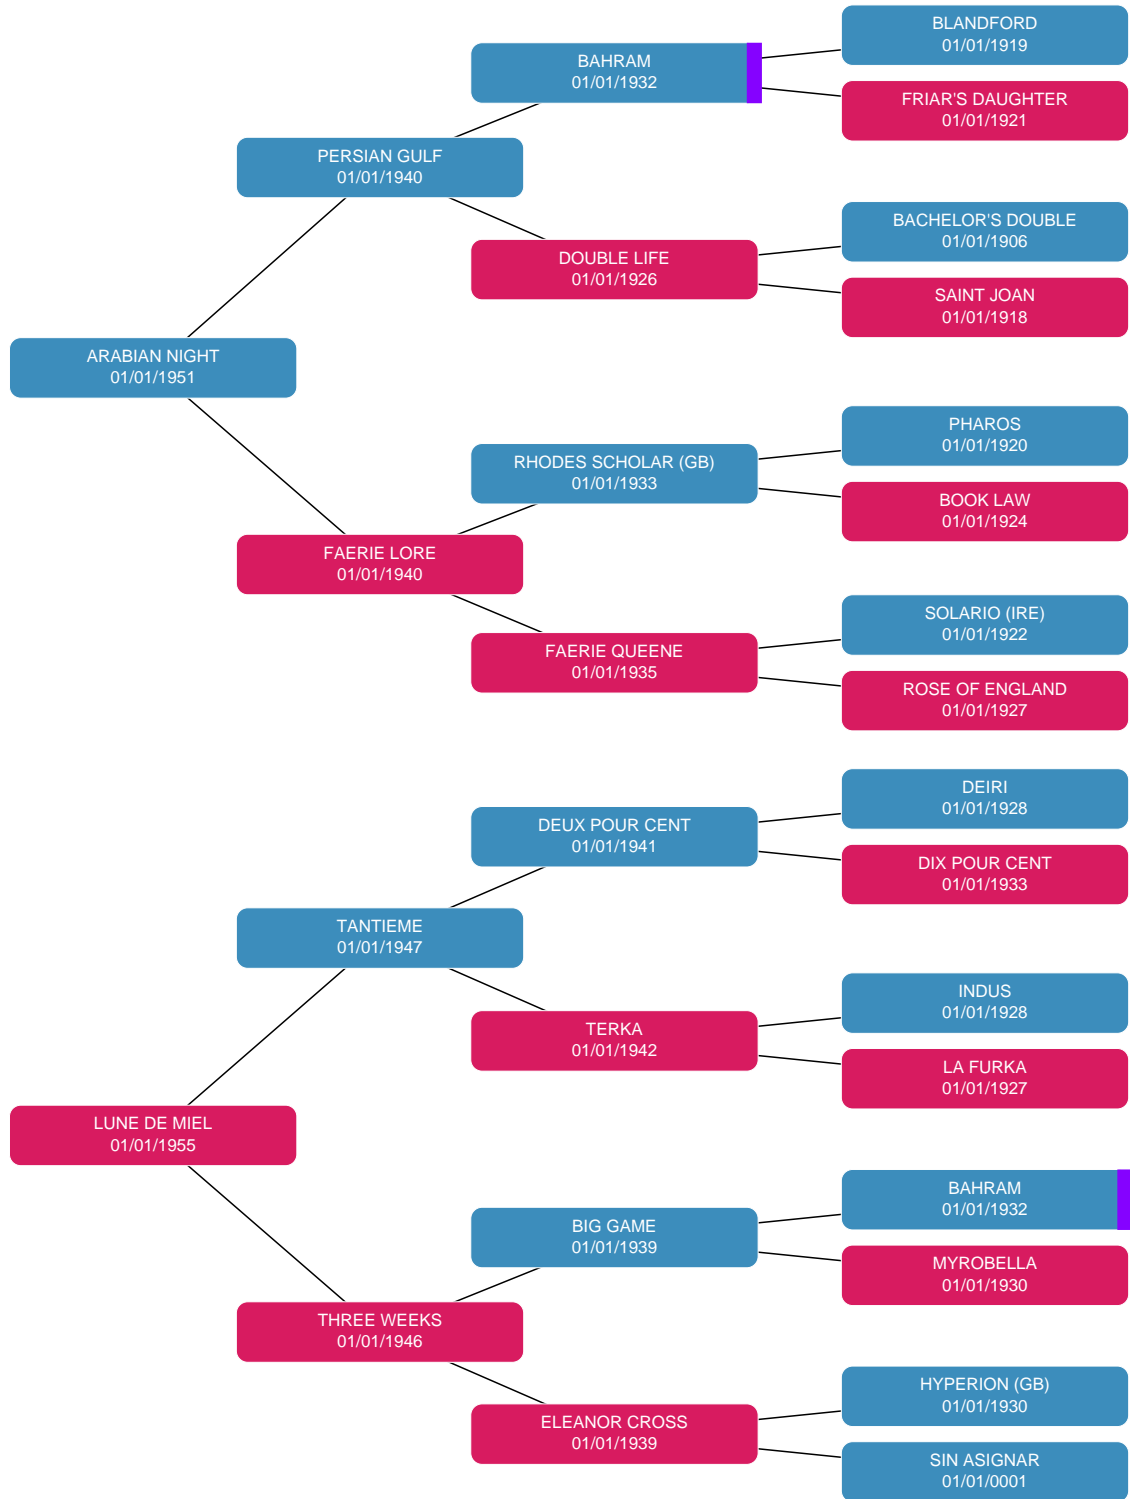 BLANDFORD
01/01/1919
BAHRAM
01/01/1932
FRIAR'S DAUGHTER
01/01/1921
PERSIAN GULF
01/01/1940
BACHELOR'S DOUBLE
01/01/1906
DOUBLE LIFE
01/01/1926
SAINT JOAN
01/01/1918
ARABIAN NIGHT
01/01/1951
PHAROS
01/01/1920
RHODES SCHOLAR (GB)
01/01/1933
BOOK LAW
01/01/1924
FAERIE LORE
01/01/1940
SOLARIO (IRE)
01/01/1922
FAERIE QUEENE
01/01/1935
ROSE OF ENGLAND
01/01/1927
DEIRI
01/01/1928
DEUX POUR CENT
01/01/1941
DIX POUR CENT
01/01/1933
TANTIEME
01/01/1947
INDUS
01/01/1928
TERKA
01/01/1942
LA FURKA
01/01/1927
LUNE DE MIEL
01/01/1955
BAHRAM
01/01/1932
BIG GAME
01/01/1939
MYROBELLA
01/01/1930
THREE WEEKS
01/01/1946
HYPERION (GB)
01/01/1930
ELEANOR CROSS
01/01/1939
SIN ASIGNAR
01/01/0001